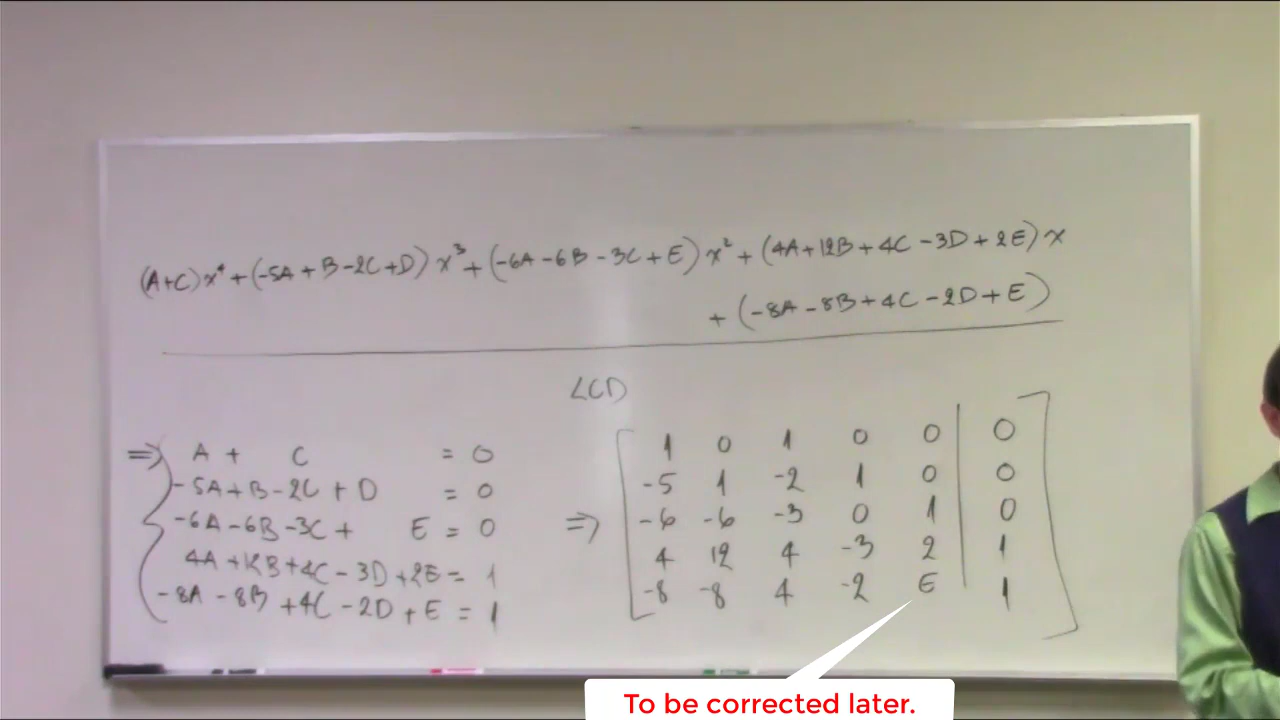 (A+C)x⁴+(-5A+B-2C+D)x³+(-6A-6B-3C+E)x²+(4A+12B+4C-3D+2E)x
+(-8A-8B+4C-2D+E)
LCD
⇒ { A + C = 0
-5A+B-2C+D = 0
-6A-6B-3C+ E = 0
4A+12B+4C-3D+2E = 1
-8A-8B+4C-2D+E = 1
⇒ [ 1 0 1 0 0 | 0 ]
-5 1 -2 1 0 | 0
-6 -6 -3 0 1 | 0
4 12 4 -3 2 | 1
-8 -8 4 -2 E | 1
To be corrected later.